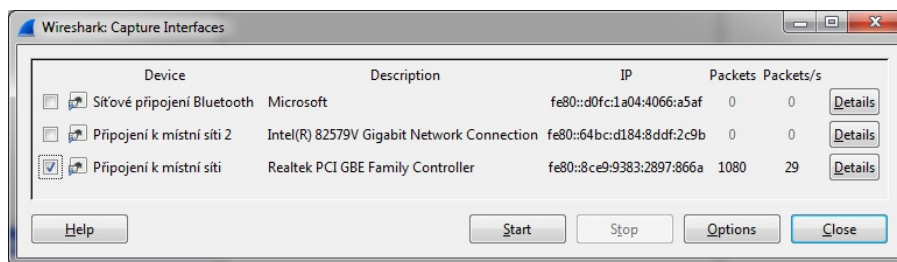 Wireshark: Capture Interfaces
Device Description IP Packets Packets/s
Síťové připojení Bluetooth Microsoft fe80::d0fc:1a04:4066:a5af 0 0 Details
Připojení k místní síti 2 Intel(R) 82579V Gigabit Network Connection fe80::64bc:d184:8ddf:2c9b 0 0 Details
Připojení k místní síti Realtek PCI GBE Family Controller fe80::8ce9:9383:2897:866a 1080 29 Details
Help Start Stop Options Close